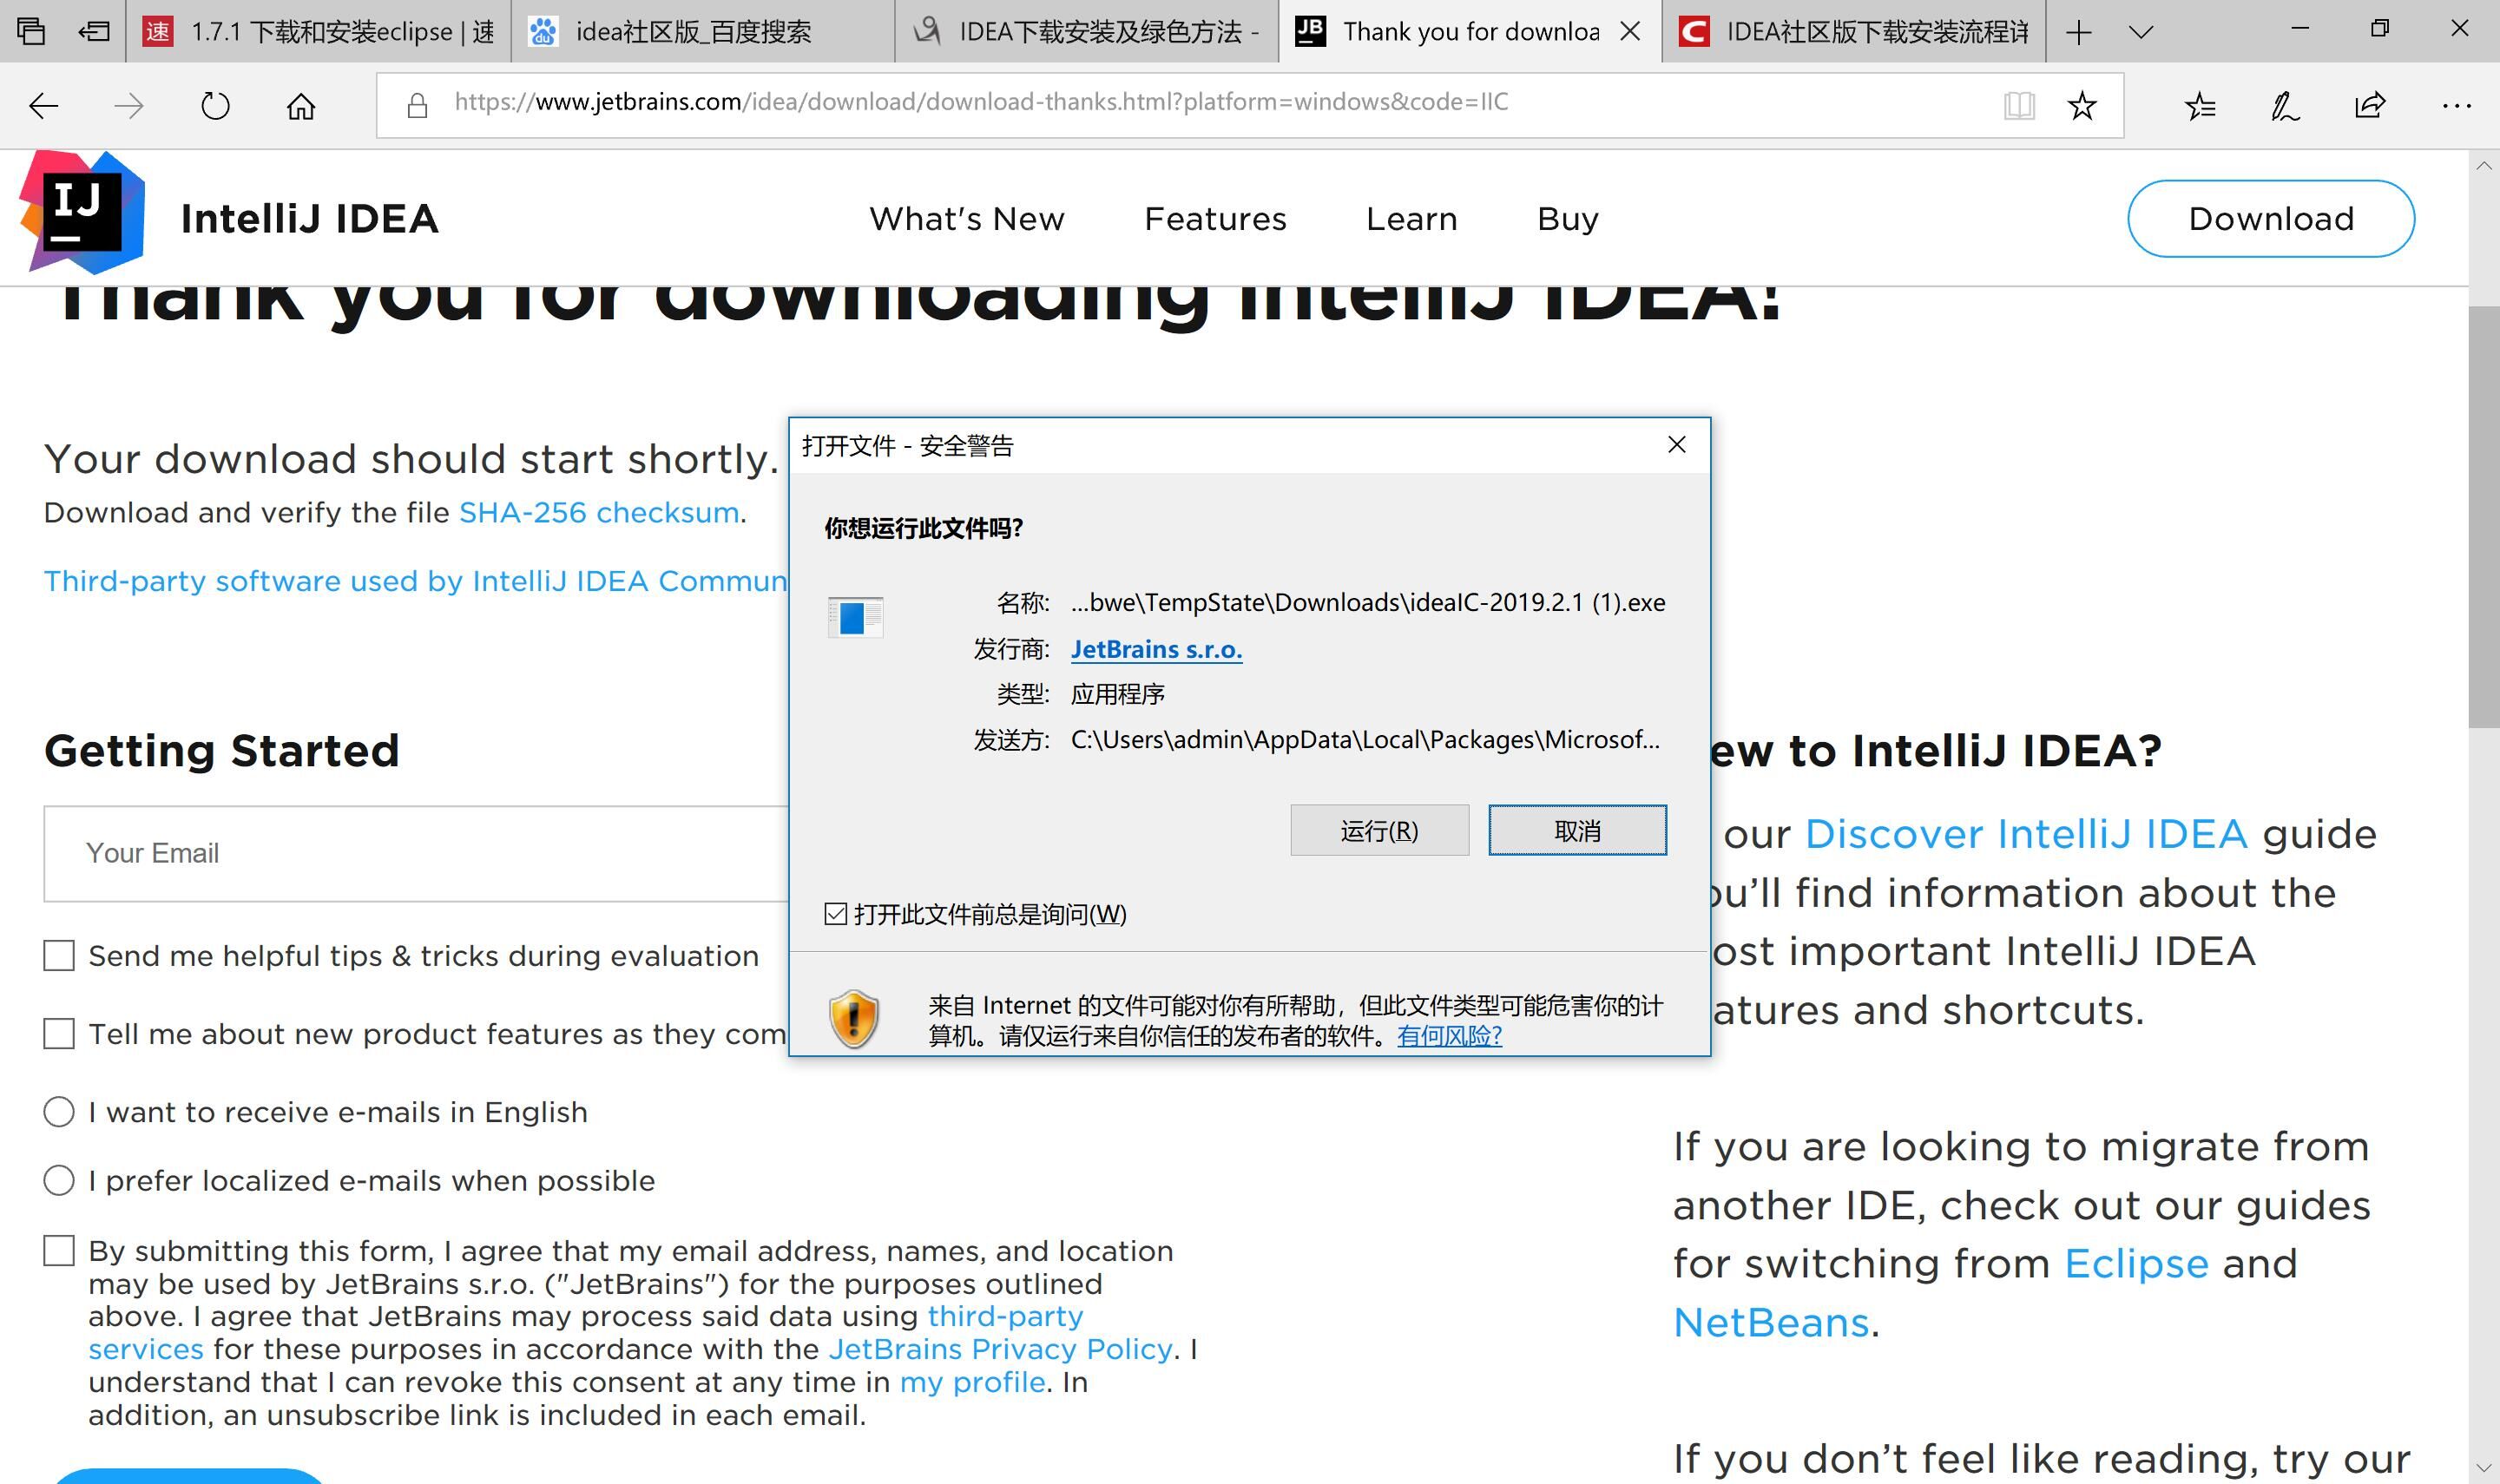 1.7.1 下载和安装eclipse | 速
idea社区版_百度搜索
IDEA下载安装及绿色方法 -
Thank you for downloa
IDEA社区版下载安装流程详
https://www.jetbrains.com/idea/download/download-thanks.html?platform=windows&code=IIC
IJ
IntelliJ IDEA
What's New
Features
Learn
Buy
Download
Thank you for downloading IntelliJ IDEA!
Your download should start shortly.
Download and verify the file SHA-256 checksum.
Third-party software used by IntelliJ IDEA Commun
打开文件 - 安全警告
你想运行此文件吗?
名称: ...bwe\TempState\Downloads\ideaIC-2019.2.1 (1).exe
发行商: JetBrains s.r.o.
类型: 应用程序
发送方: C:\Users\admin\AppData\Local\Packages\Microsof...
运行(R)
取消
打开此文件前总是询问(W)
来自 Internet 的文件可能对你有所帮助，但此文件类型可能危害你的计
算机。请仅运行来自你信任的发布者的软件。有何风险?
Getting Started
Your Email
Send me helpful tips & tricks during evaluation
Tell me about new product features as they com
I want to receive e-mails in English
I prefer localized e-mails when possible
By submitting this form, I agree that my email address, names, and location
may be used by JetBrains s.r.o. ("JetBrains") for the purposes outlined
above. I agree that JetBrains may process said data using third-party
services for these purposes in accordance with the JetBrains Privacy Policy. I
understand that I can revoke this consent at any time in my profile. In
addition, an unsubscribe link is included in each email.
ew to IntelliJ IDEA?
our Discover IntelliJ IDEA guide
ou'll find information about the
ost important IntelliJ IDEA
atures and shortcuts.
If you are looking to migrate from
another IDE, check out our guides
for switching from Eclipse and
NetBeans.
If you don't feel like reading, try our